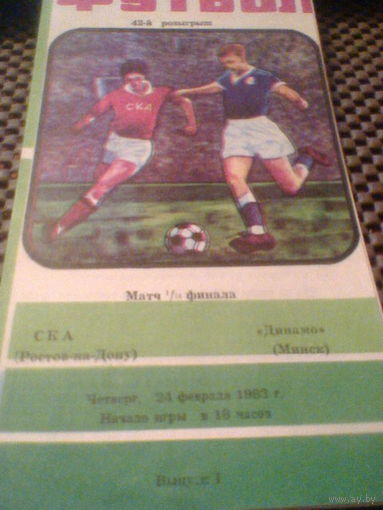 ФУТБОЛ
42-й розыгрыш
СКА
Матч 1/ финала
СКА «Динамо»
(Ростов-на-Дону) (Минск)
Четверг, 24 февраля 1983 г.
Начало игры в 18 часов
Выпуск 1
www.ay.by